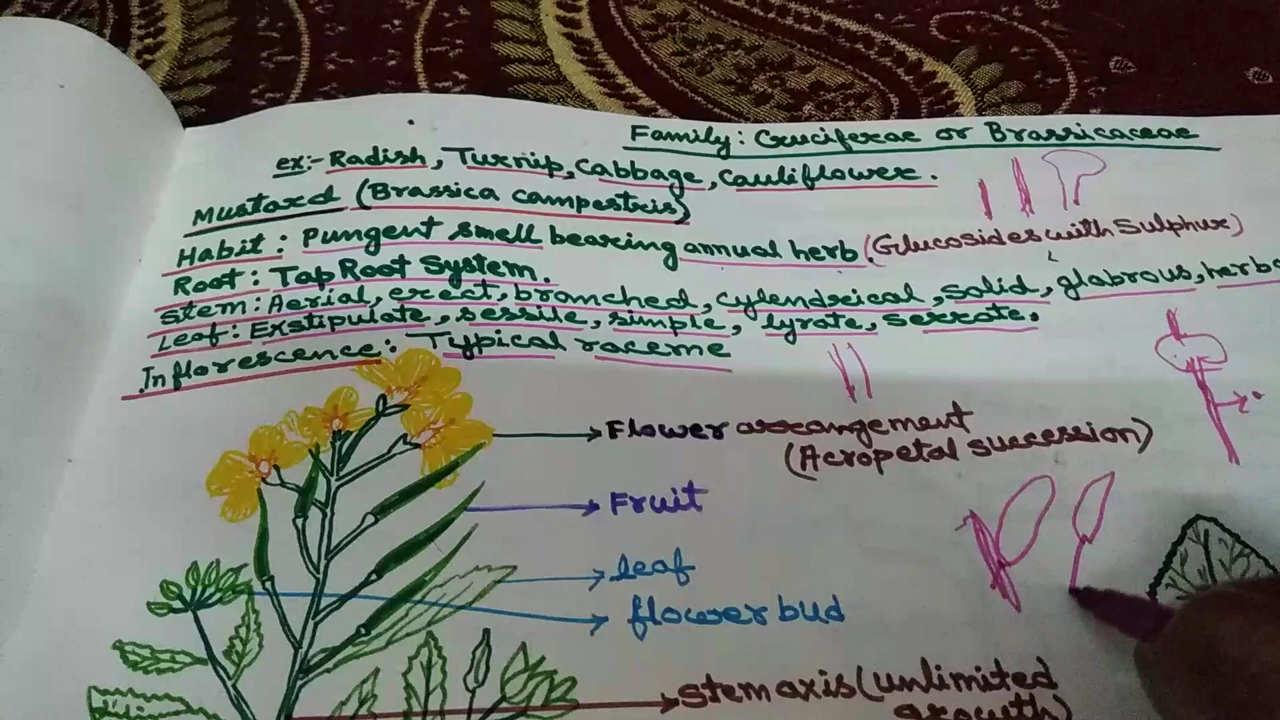 Family: Cruciferae or Brassicaceae
ex:- Radish, Turnip, Cabbage, Cauliflower.
Mustard (Brassica campestris)
Habit: Pungent smell bearing annual herb (Glucosides with Sulphur)
Root: Tap Root System.
Stem: Aerial, erect, branched, cylendrical, solid, glabrous, herba
Leaf: Exstipulate, sessile, simple, lyrate, serrate.
Inflorescence: Typical raceme
Flower arrangement
(Acropetal succession)
Fruit
leaf
flower bud
stem axis (unlimited
growth)